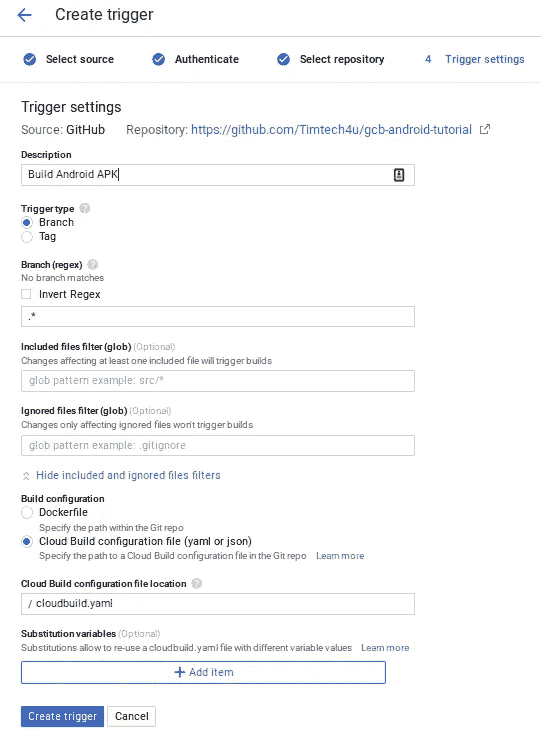 Create trigger
Select source Authenticate Select repository 4 Trigger settings
Trigger settings
Source: GitHub Repository: https://github.com/Timtech4u/gcb-android-tutorial
Description
Build Android APK
Trigger type ?
Branch
Tag
Branch (regex) ?
No branch matches
Invert Regex
.*
Included files filter (glob) (Optional)
Changes affecting at least one included file will trigger builds
glob pattern example: src/*
Ignored files filter (glob) (Optional)
Changes only affecting ignored files won't trigger builds
glob pattern example: .gitignore
Hide included and ignored files filters
Build configuration
Dockerfile
Specify the path within the Git repo
Cloud Build configuration file (yaml or json)
Specify the path to a Cloud Build configuration file in the Git repo Learn more
Cloud Build configuration file location ?
/ cloudbuild.yaml
Substitution variables (Optional)
Substitutions allow to re-use a cloudbuild.yaml file with different variable values Learn more
+ Add item
Create trigger Cancel